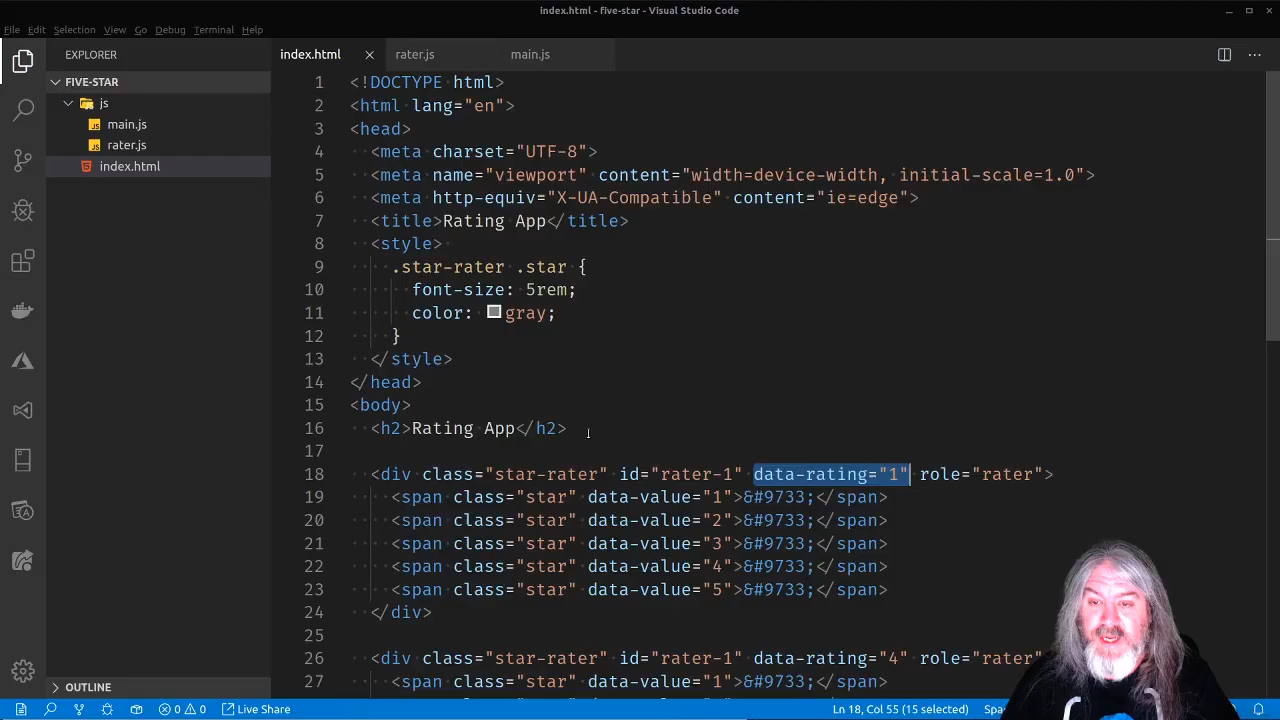 index.html - five-star - Visual Studio Code
File Edit Selection View Go Debug Terminal Help
EXPLORER
index.html
rater.js
main.js
FIVE-STAR
js
main.js
rater.js
index.html
1 <!DOCTYPE html>
2 <html lang="en">
3 <head>
4 <meta charset="UTF-8">
5 <meta name="viewport" content="width=device-width, initial-scale=1.0">
6 <meta http-equiv="X-UA-Compatible" content="ie=edge">
7 <title>Rating App</title>
8 <style>
9 .star-rater .star {
10 font-size: 5rem;
11 color: gray;
12 }
13 </style>
14 </head>
15 <body>
16 <h2>Rating App</h2>
17
18 <div class="star-rater" id="rater-1" data-rating="1" role="rater">
19 <span class="star" data-value="1">&#9733;</span>
20 <span class="star" data-value="2">&#9733;</span>
21 <span class="star" data-value="3">&#9733;</span>
22 <span class="star" data-value="4">&#9733;</span>
23 <span class="star" data-value="5">&#9733;</span>
24 </div>
25
26 <div class="star-rater" id="rater-1" data-rating="4" role="rater">
27 <span class="star" data-value="1">&#9733;</span>
OUTLINE
0 0 Live Share
Ln 18, Col 55 (15 selected)